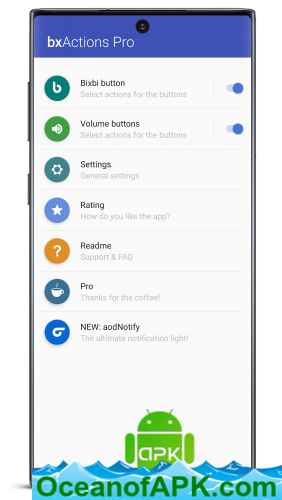 bxActions Pro
Bixbi button
Select actions for the buttons
Volume buttons
Select actions for the buttons
Settings
General settings
Rating
How do you like the app?
Readme
Support & FAQ
Pro
Thanks for the coffee!
NEW: aodNotify
The ultimate notification light!
APK
OceanofAPK.com